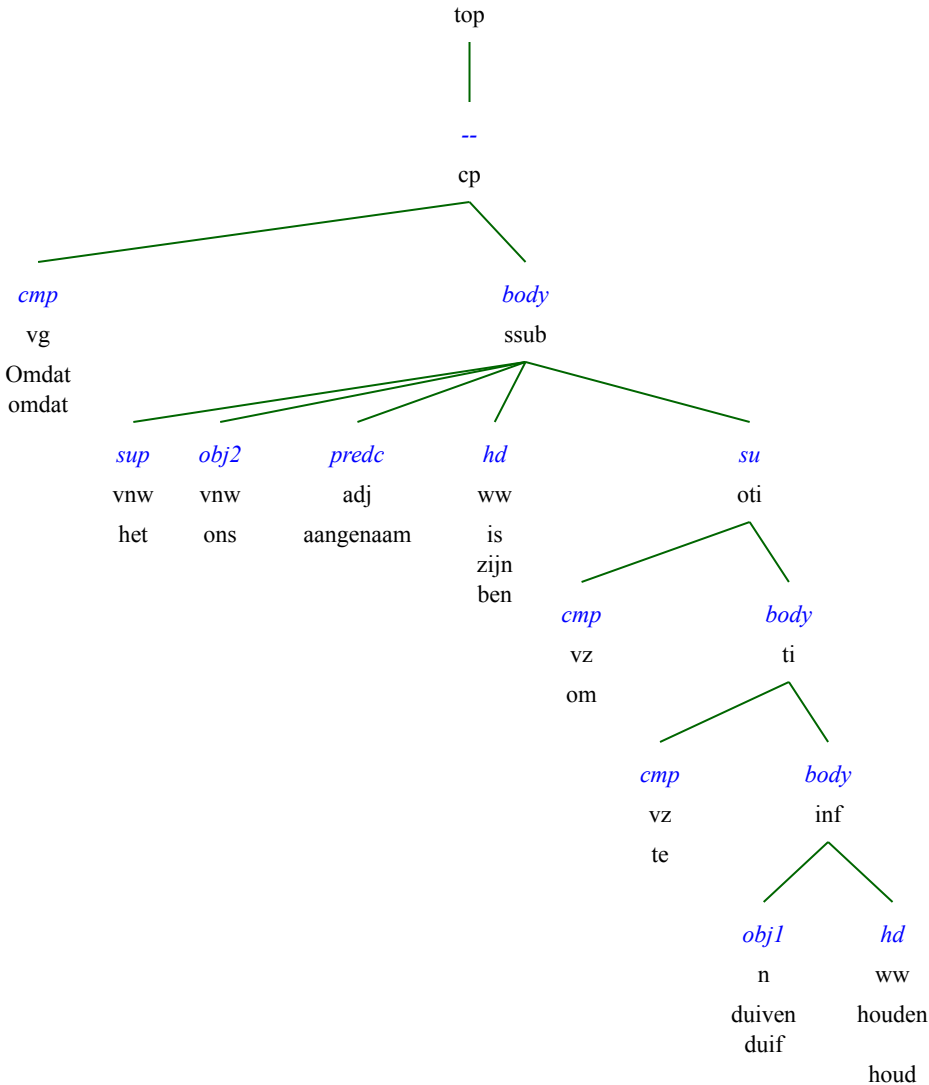 top
--
cp
cmp body
vg ssub
Omdat
omdat
sup obj2 predc hd su
vnw vnw adj ww oti
het ons aangenaam is
zijn
ben
cmp body
vz ti
om
cmp body
vz inf
te
obj1 hd
n ww
duiven houden
duif
houd